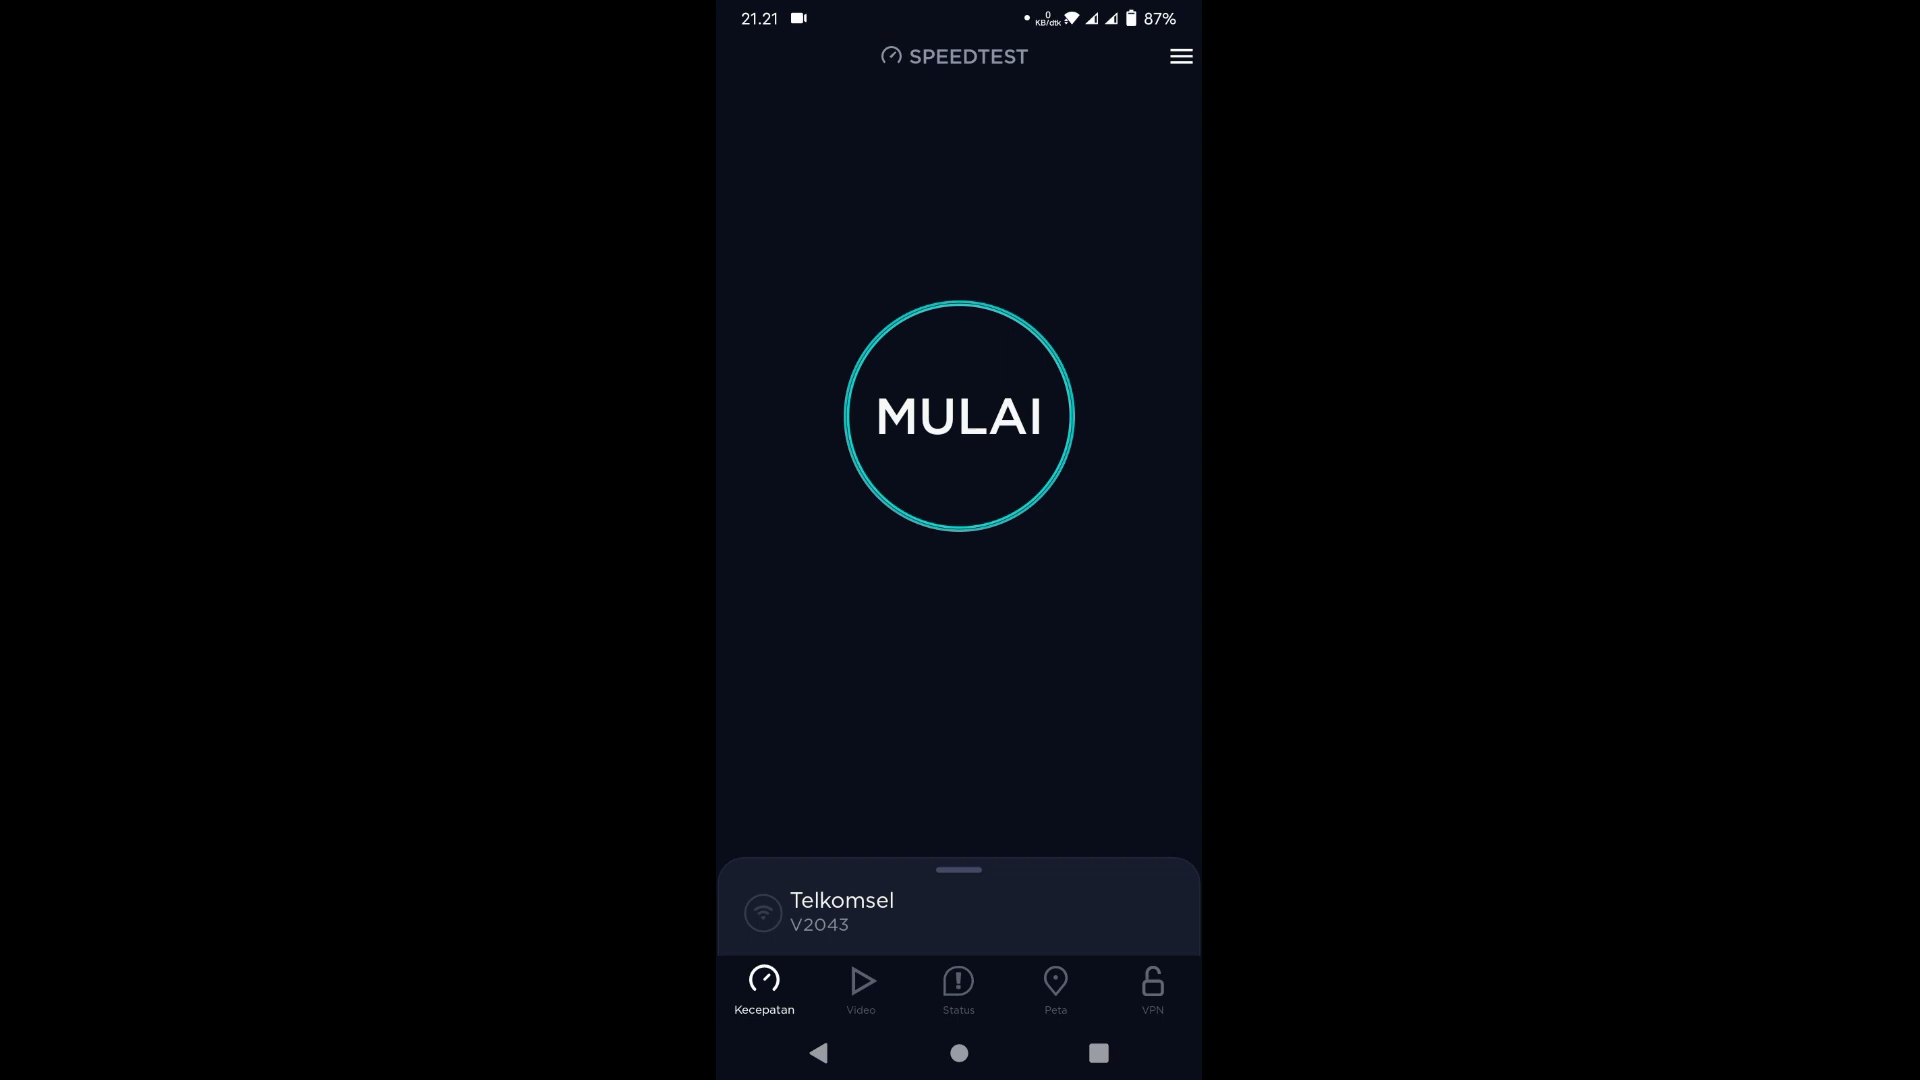 21.21
0
KB/dtk
87%
SPEEDTEST
MULAI
Telkomsel
V2043
Kecepatan
Video
Status
Peta
VPN